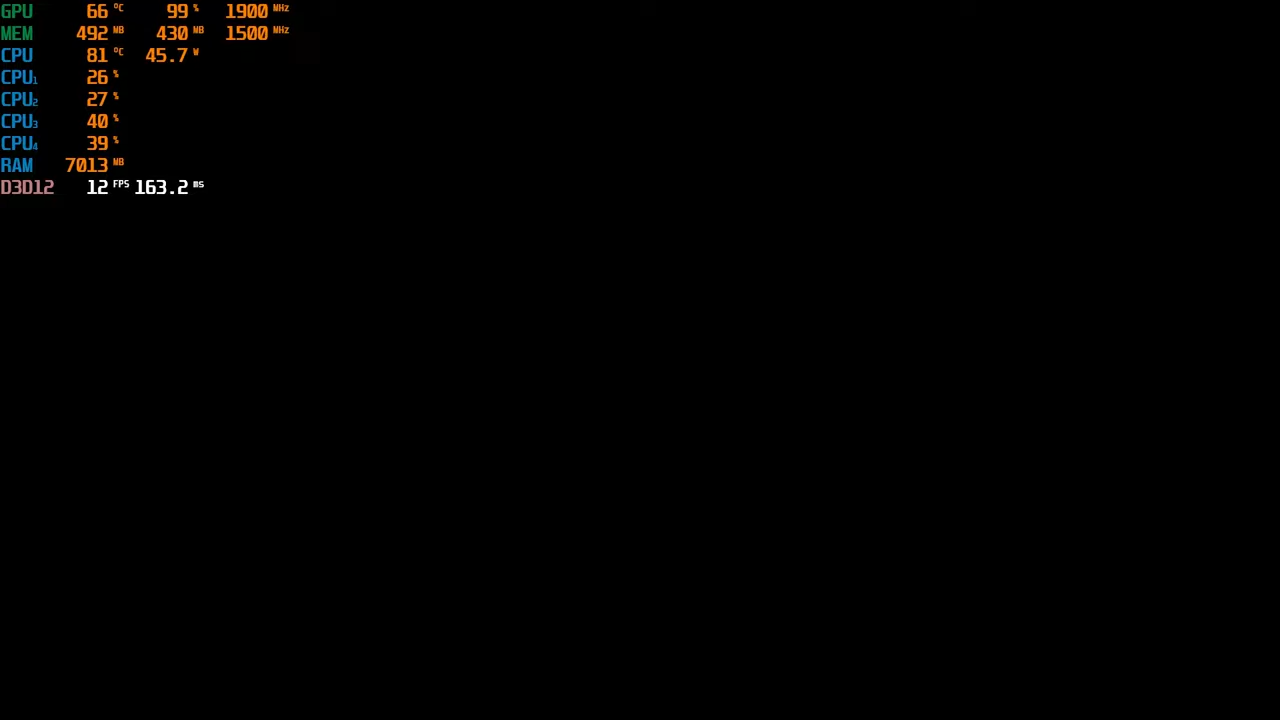 GPU 66 °C 99 % 1900 MHz
MEM 492 MB 430 MB 1500 MHz
CPU 81 °C 45.7 W
CPU1 26 %
CPU2 27 %
CPU3 40 %
CPU4 39 %
RAM 7013 MB
D3D12 12 FPS 163.2 ms